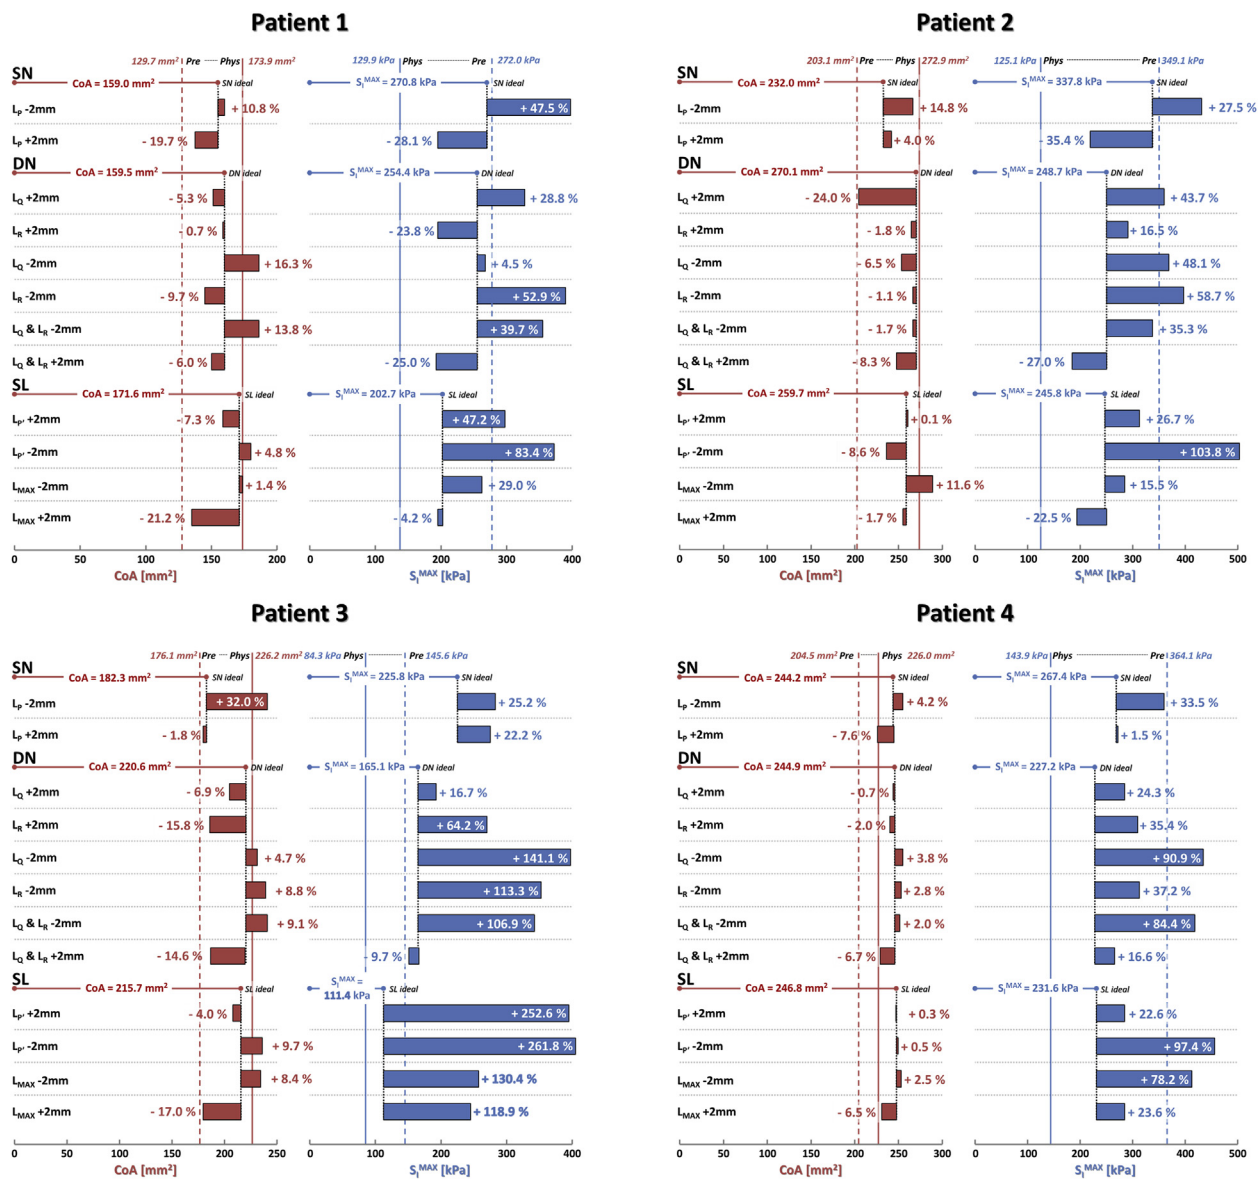 Patient 1
129.7 mm² Pre Phys 173.9 mm² 129.9 kPa Phys Pre 272.0 kPa
SN CoA = 159.0 mm² SN ideal S_I^MAX = 270.8 kPa SN ideal
L_P -2mm + 10.8 % + 47.5 %
L_P +2mm - 19.7 % - 28.1 %
DN CoA = 159.5 mm² DN ideal S_I^MAX = 254.4 kPa DN ideal
L_Q +2mm - 5.3 % + 28.8 %
L_R +2mm - 0.7 % - 23.8 %
L_Q -2mm + 16.3 % + 4.5 %
L_R -2mm - 9.7 % + 52.9 %
L_Q & L_R -2mm + 13.8 % + 39.7 %
L_Q & L_R +2mm - 6.0 % - 25.0 %
SL CoA = 171.6 mm² SL ideal S_I^MAX = 202.7 kPa SL ideal
L_P' +2mm - 7.3 % + 47.2 %
L_P' -2mm + 4.8 % + 83.4 %
L_MAX -2mm + 1.4 % + 29.0 %
L_MAX +2mm - 21.2 % - 4.2 %
0 50 100 150 200 250 0 100 200 300 400
CoA [mm²] S_I^MAX [kPa]
Patient 2
203.1 mm² Pre Phys 272.9 mm² 125.1 kPa Phys Pre 349.1 kPa
SN CoA = 232.0 mm² SN ideal S_I^MAX = 337.8 kPa SN ideal
L_P -2mm + 14.8 % + 27.5 %
L_P +2mm + 4.0 % - 35.4 %
DN CoA = 270.1 mm² DN ideal S_I^MAX = 248.7 kPa DN ideal
L_Q +2mm - 24.0 % + 43.7 %
L_R +2mm - 1.8 % + 16.5 %
L_Q -2mm - 6.5 % + 48.1 %
L_R -2mm - 1.1 % + 58.7 %
L_Q & L_R -2mm - 1.7 % + 35.3 %
L_Q & L_R +2mm - 8.3 % - 27.0 %
SL CoA = 259.7 mm² SL ideal S_I^MAX = 245.8 kPa SL ideal
L_P' +2mm + 0.1 % + 26.7 %
L_P' -2mm - 8.6 % + 103.8 %
L_MAX -2mm + 11.6 % + 15.5 %
L_MAX +2mm - 1.7 % - 22.5 %
0 50 100 150 200 250 300 0 100 200 300 400 500
CoA [mm²] S_I^MAX [kPa]
Patient 3
176.1 mm² Pre Phys 226.2 mm² 84.3 kPa Phys Pre 145.6 kPa
SN CoA = 182.3 mm² SN ideal S_I^MAX = 225.8 kPa SN ideal
L_P -2mm + 32.0 % + 25.2 %
L_P +2mm - 1.8 % + 22.2 %
DN CoA = 220.6 mm² DN ideal S_I^MAX = 165.1 kPa DN ideal
L_Q +2mm - 6.9 % + 16.7 %
L_R +2mm - 15.8 % + 64.2 %
L_Q -2mm + 4.7 % + 141.1 %
L_R -2mm + 8.8 % + 113.3 %
L_Q & L_R -2mm + 9.1 % + 106.9 %
L_Q & L_R +2mm - 14.6 % - 9.7 %
SL CoA = 215.7 mm² SL ideal S_I^MAX = 111.4 kPa SL ideal
L_P' +2mm - 4.0 % + 252.6 %
L_P' -2mm + 9.7 % + 261.8 %
L_MAX -2mm + 8.4 % + 130.4 %
L_MAX +2mm - 17.0 % + 118.9 %
0 50 100 150 200 250 0 100 200 300 400
CoA [mm²] S_I^MAX [kPa]
Patient 4
204.5 mm² Pre Phys 226.0 mm² 143.9 kPa Phys Pre 364.1 kPa
SN CoA = 244.2 mm² SN ideal S_I^MAX = 267.4 kPa SN ideal
L_P -2mm + 4.2 % + 33.5 %
L_P +2mm - 7.6 % + 1.5 %
DN CoA = 244.9 mm² DN ideal S_I^MAX = 227.2 kPa DN ideal
L_Q +2mm - 0.7 % + 24.3 %
L_R +2mm - 2.0 % + 35.4 %
L_Q -2mm + 3.8 % + 90.9 %
L_R -2mm + 2.8 % + 37.2 %
L_Q & L_R -2mm + 2.0 % + 84.4 %
L_Q & L_R +2mm - 6.7 % + 16.6 %
SL CoA = 246.8 mm² SL ideal S_I^MAX = 231.6 kPa SL ideal
L_P' +2mm + 0.3 % + 22.6 %
L_P' -2mm + 0.5 % + 97.4 %
L_MAX -2mm + 2.5 % + 78.2 %
L_MAX +2mm - 6.5 % + 23.6 %
0 50 100 150 200 250 300 0 100 200 300 400 500
CoA [mm²] S_I^MAX [kPa]